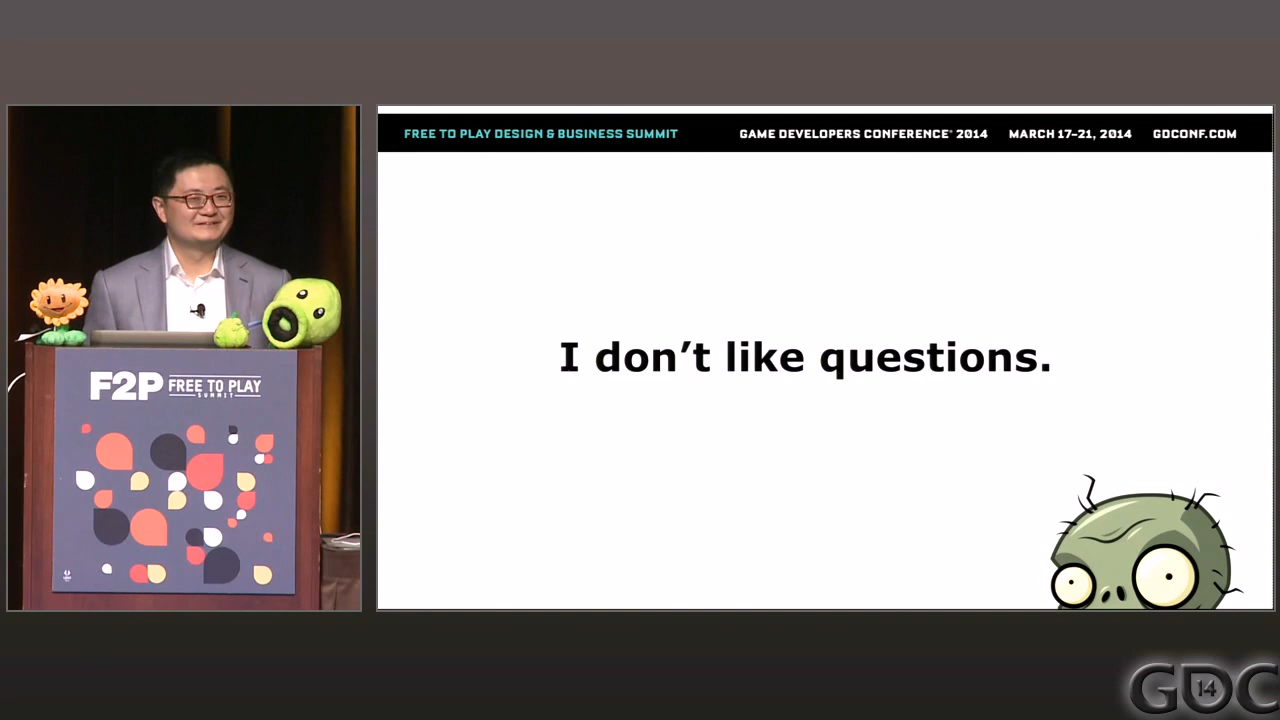 FREE TO PLAY DESIGN & BUSINESS SUMMIT GAME DEVELOPERS CONFERENCE® 2014 MARCH 17-21, 2014 GDCONF.COM
I don’t like questions.
F2P FREE TO PLAY
SUMMIT
GDC
14